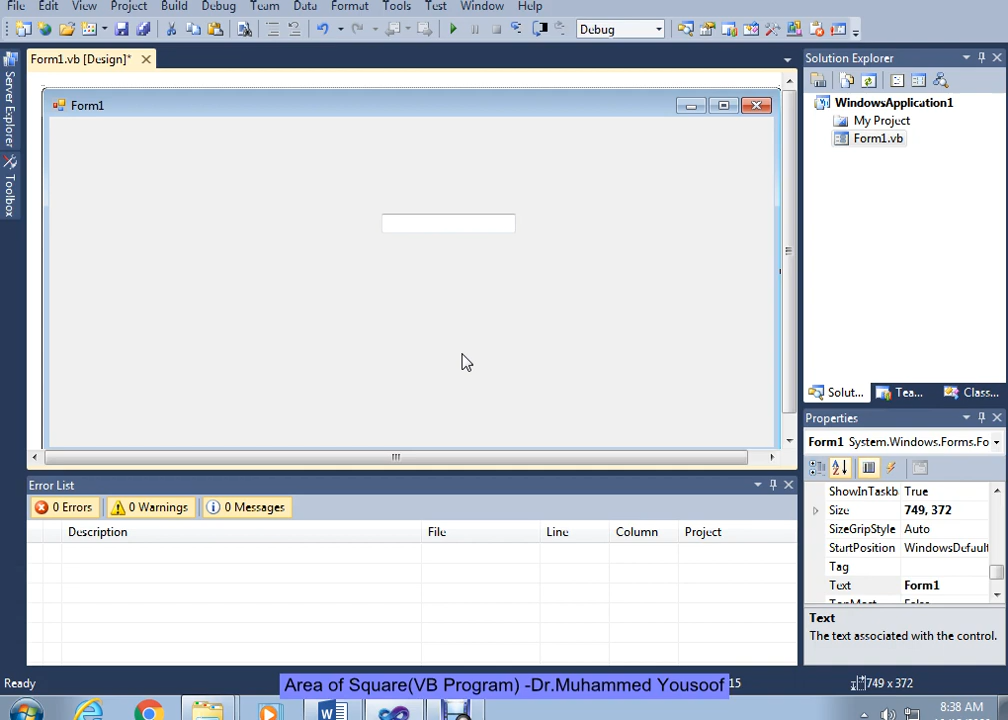 File Edit View Project Build Debug Team Data Format Tools Test Window Help
Debug
Form1.vb [Design]*
Solution Explorer
Server Explorer
Toolbox
Form1
WindowsApplication1
My Project
Form1.vb
Solut... Tea... Class...
Properties
Form1 System.Windows.Forms.Fo
ShowInTaskb True
Size 749, 372
SizeGripStyle Auto
StartPosition WindowsDefault
Tag
Text Form1
Text
The text associated with the control.
Error List
0 Errors 0 Warnings 0 Messages
Description File Line Column Project
Ready
Area of Square(VB Program) -Dr.Muhammed Yousoof
15
749 x 372
8:38 AM